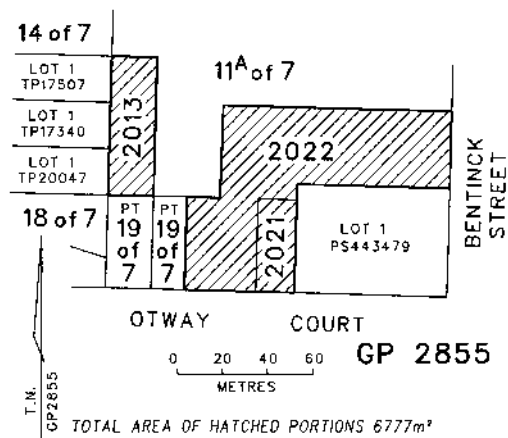 14 of 7
LOT 1
TP17507
LOT 1
TP17340
LOT 1
TP20047
2013
11A of 7
2022
BENTINCK
STREET
18 of 7
PT
19
of
7
PT
19
of
7
2021
LOT 1
PS443479
OTWAY COURT
0 20 40 60
METRES
GP 2855
T.N.
GP2855
TOTAL AREA OF HATCHED PORTIONS 6777m²